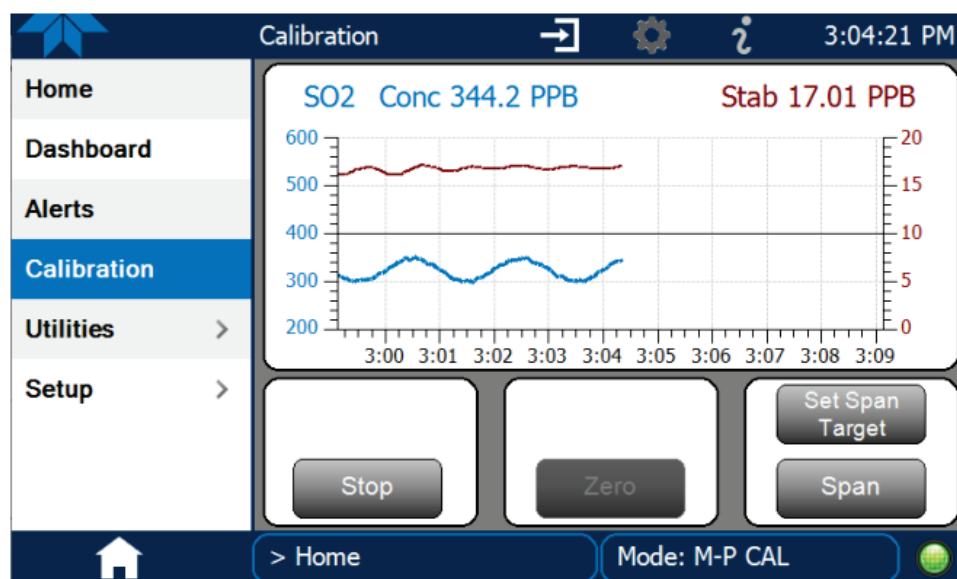 Calibration
3:04:21 PM
Home
Dashboard
Alerts
Calibration
Utilities >
Setup >
SO2 Conc 344.2 PPB Stab 17.01 PPB
600 20
500 15
400 10
300 5
200 0
3:00 3:01 3:02 3:03 3:04 3:05 3:06 3:07 3:08 3:09
Stop
Zero
Set Span
Target
Span
> Home
Mode: M-P CAL